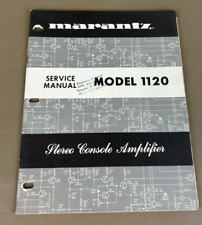 marantz
SERVICE
MANUAL MODEL 1120
Stereo Console Amplifier